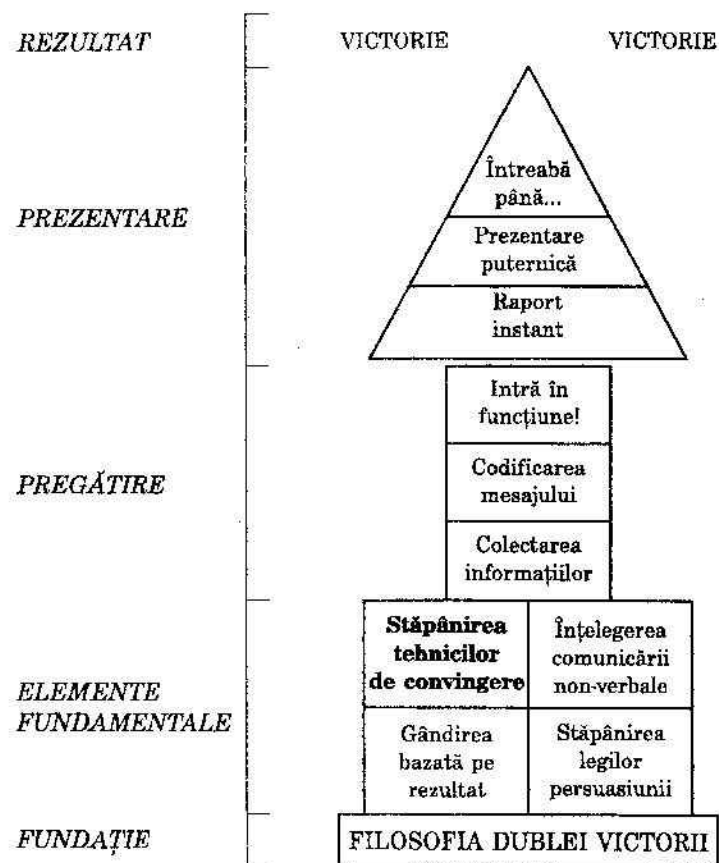 REZULTAT
VICTORIE VICTORIE
PREZENTARE
Întreabă
până...
Prezentare
puternică
Raport
instant
PREGĂTIRE
Intră în
funcțiune!
Codificarea
mesajului
Colectarea
informațiilor
ELEMENTE
FUNDAMENTALE
Stăpânirea
tehnicilor
de convingere
Înțelegerea
comunicării
non-verbale
Gândirea
bazată pe
rezultat
Stăpânirea
legilor
persuasiunii
FUNDAȚIE
FILOSOFIA DUBLEI VICTORII